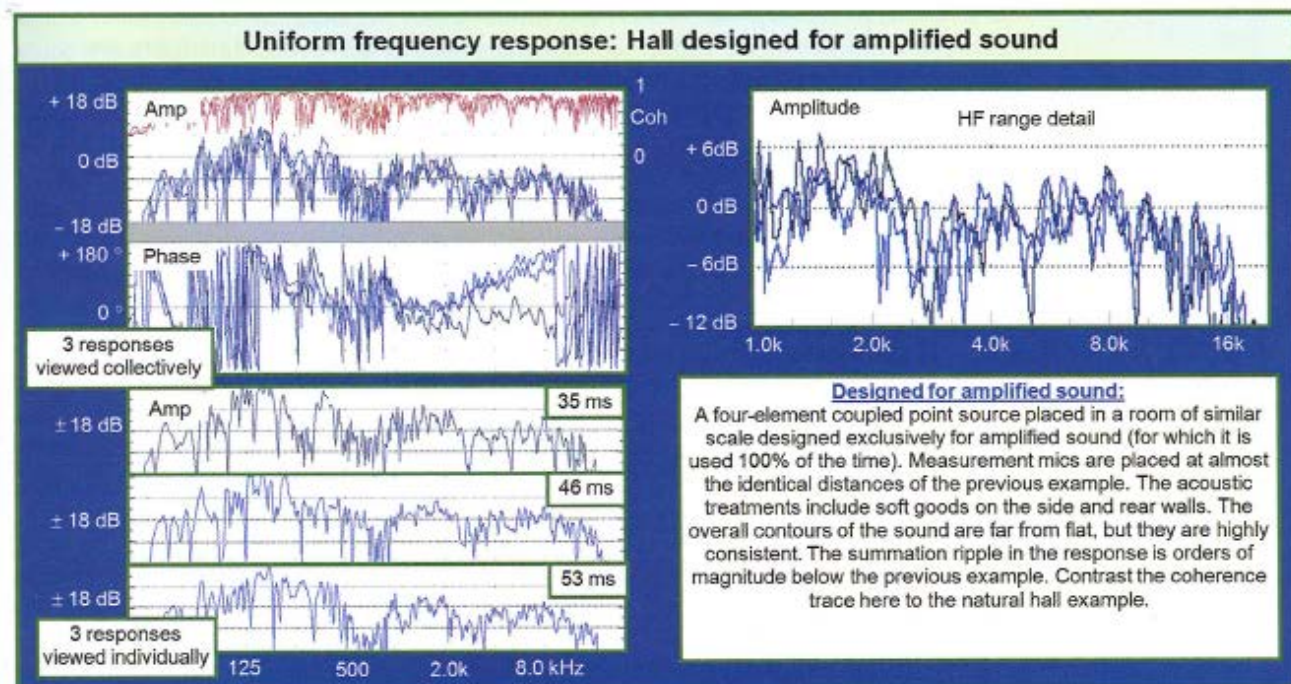 Uniform frequency response: Hall designed for amplified sound
+ 18 dB
Amp
1
Coh
0 dB
0
− 18 dB
+ 180 °
Phase
0 °
3 responses
viewed collectively
Amp
35 ms
± 18 dB
46 ms
± 18 dB
53 ms
± 18 dB
3 responses
viewed individually
125
500
2.0k
8.0 kHz
Amplitude
HF range detail
+ 6dB
0 dB
− 6dB
− 12 dB
1.0k
2.0k
4.0k
8.0k
16k
Designed for amplified sound:
A four-element coupled point source placed in a room of similar
scale designed exclusively for amplified sound (for which it is
used 100% of the time). Measurement mics are placed at almost
the identical distances of the previous example. The acoustic
treatments include soft goods on the side and rear walls. The
overall contours of the sound are far from flat, but they are highly
consistent. The summation ripple in the response is orders of
magnitude below the previous example. Contrast the coherence
trace here to the natural hall example.